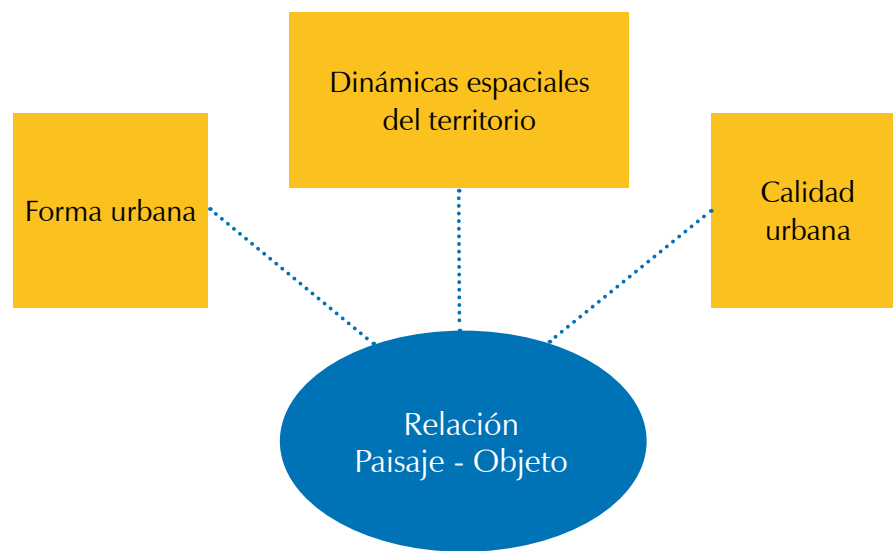 Dinámicas espaciales
del territorio
Forma urbana
Calidad
urbana
Relación
Paisaje - Objeto